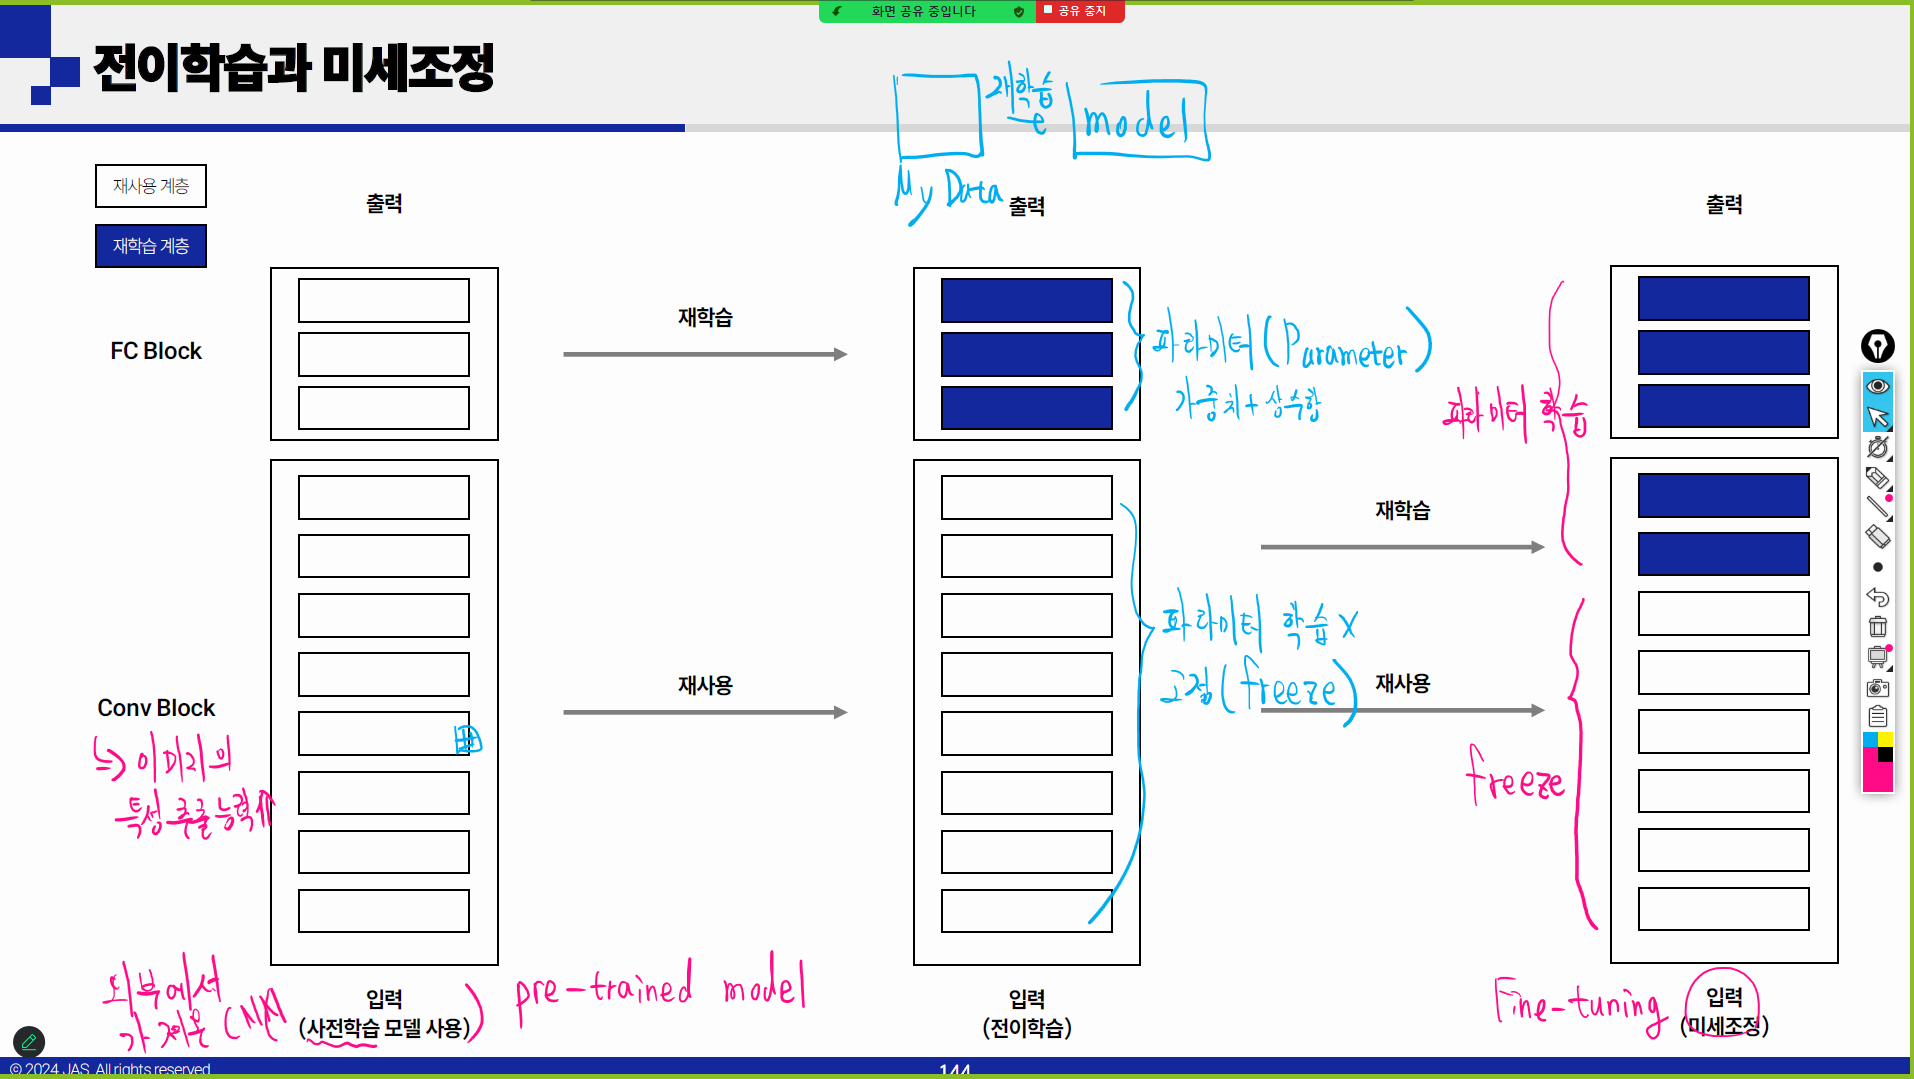 화면 공유 중입니다
공유 중지
전이학습과 미세조정
재학습
model
My Data
재사용 계층
재학습 계층
출력
출력
출력
FC Block
재학습
파라미터(Parameter)
가중치+상수항
파라미터 학습
재학습
파라미터 학습 X
고정(freeze)
재사용
재사용
Conv Block
이미지의
특성 추출 능력
freeze
외부에서
가져온
pre-trained model
입력
(사전학습 모델 사용)
입력
(전이학습)
Fine-tuning
입력
(미세조정)
© 2024 JAS. All rights reserved
144